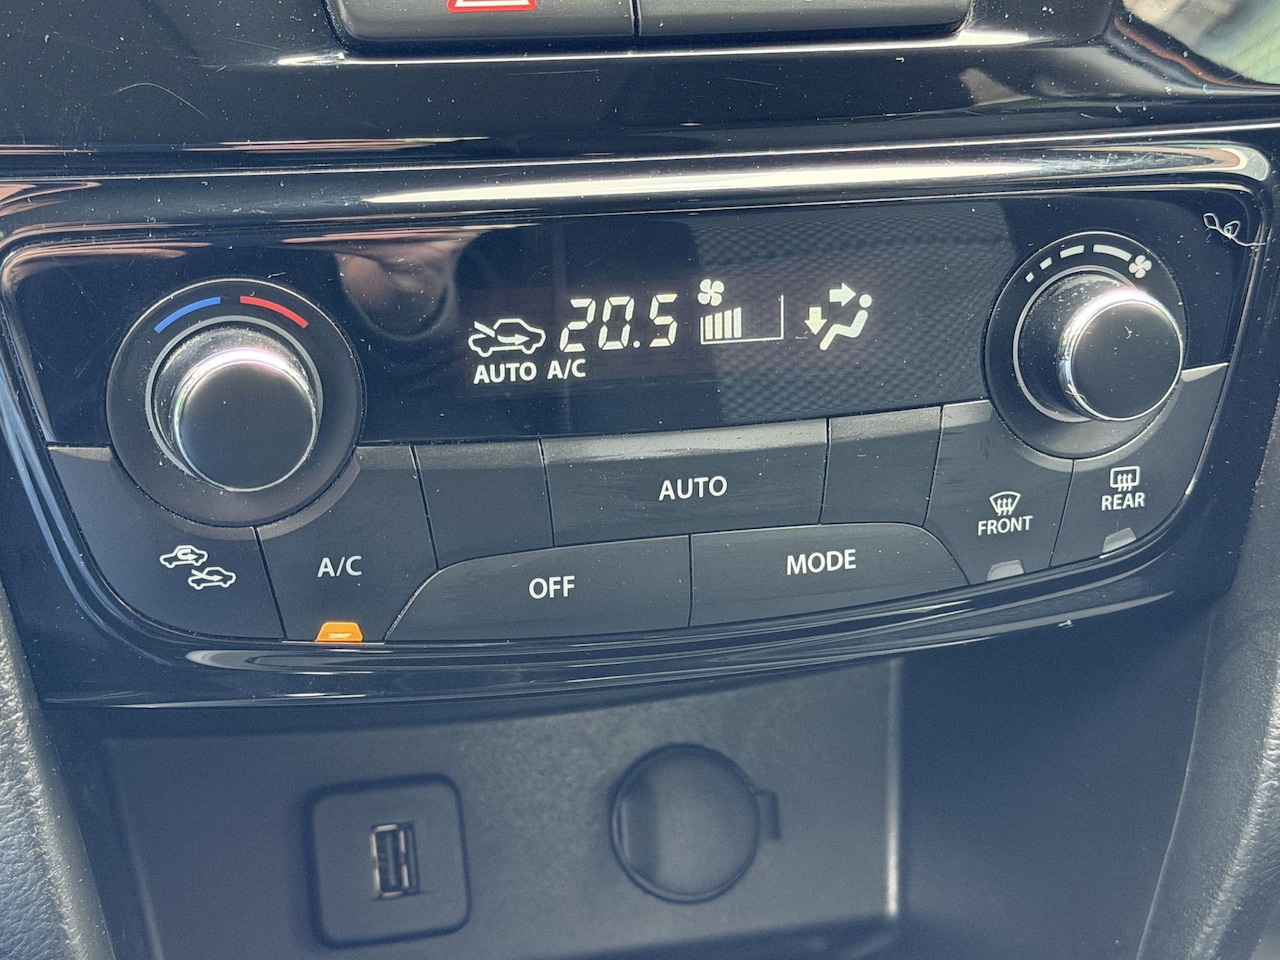 20.5
AUTO A/C
AUTO
A/C
OFF
MODE
FRONT
REAR